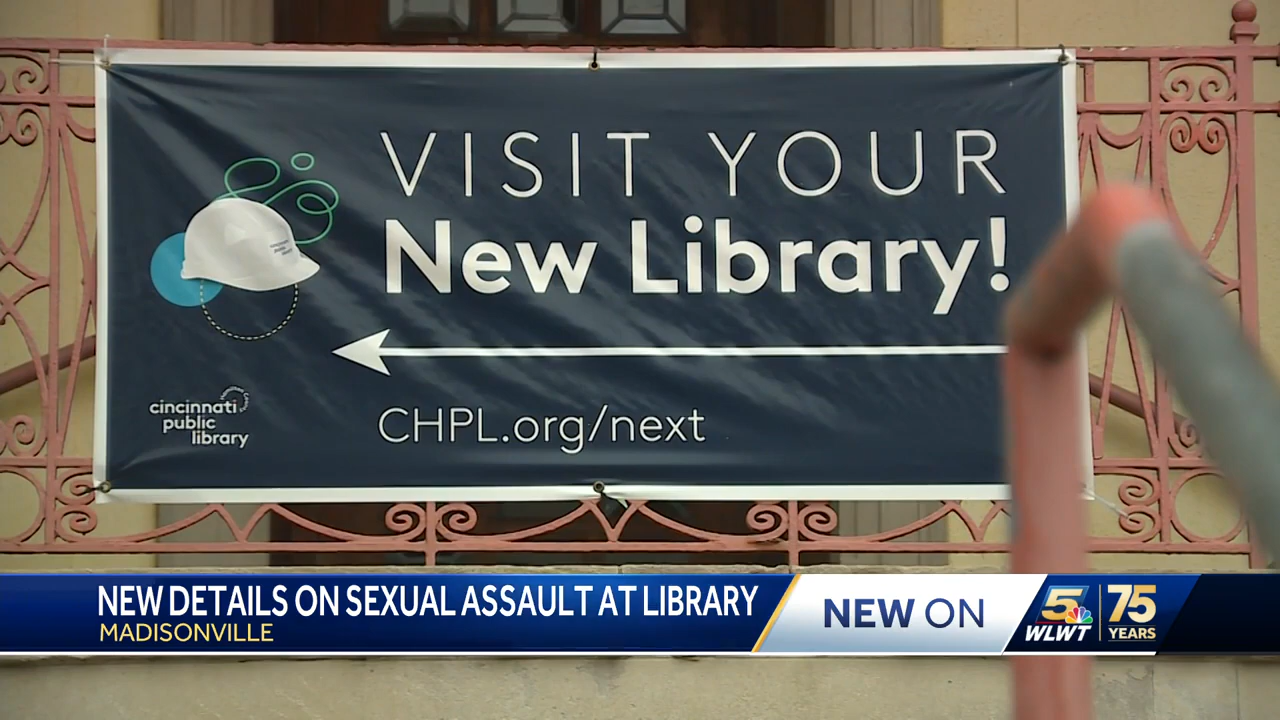 VISIT YOUR
New Library!
cincinnati
public
library
CHPL.org/next
NEW DETAILS ON SEXUAL ASSAULT AT LIBRARY
MADISONVILLE
NEW ON
5
WLWT
75
YEARS